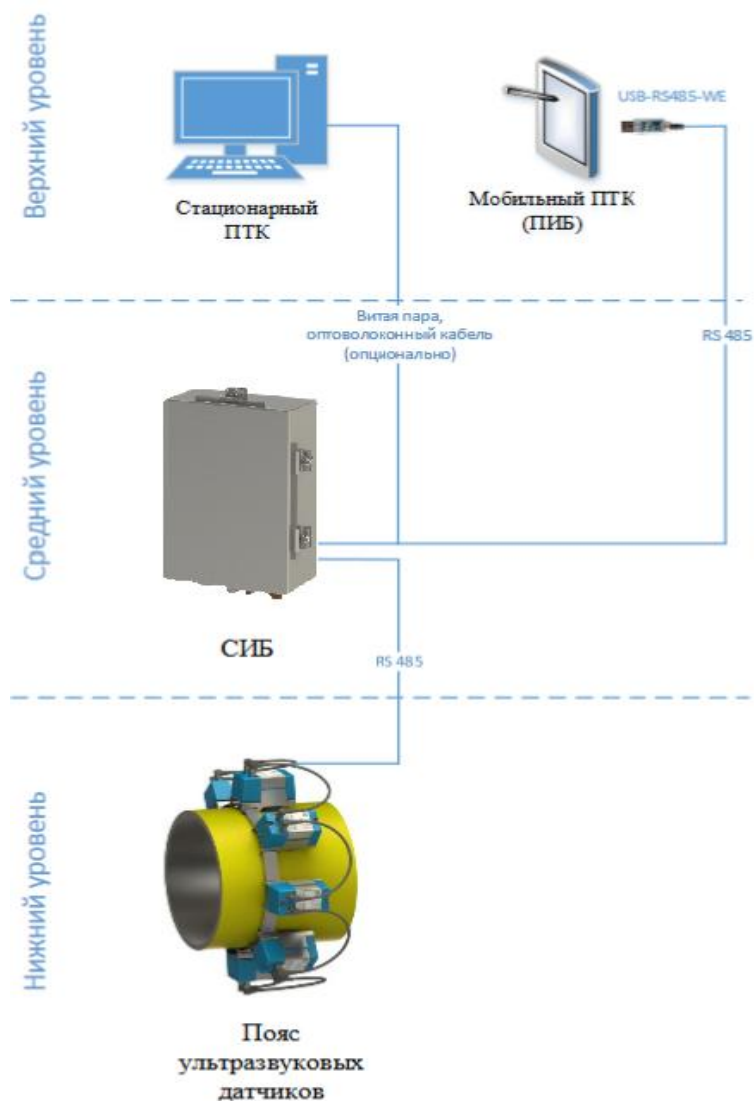 Верхний уровень
USB-RS485-WE
Стационарный
ПТК
Мобильный ПТК
(ПИБ)
Витая пара,
оптоволоконный кабель
(опционально)
RS 485
Средний уровень
СИБ
RS 485
Нижний уровень
Пояс
ультразвуковых
датчиков